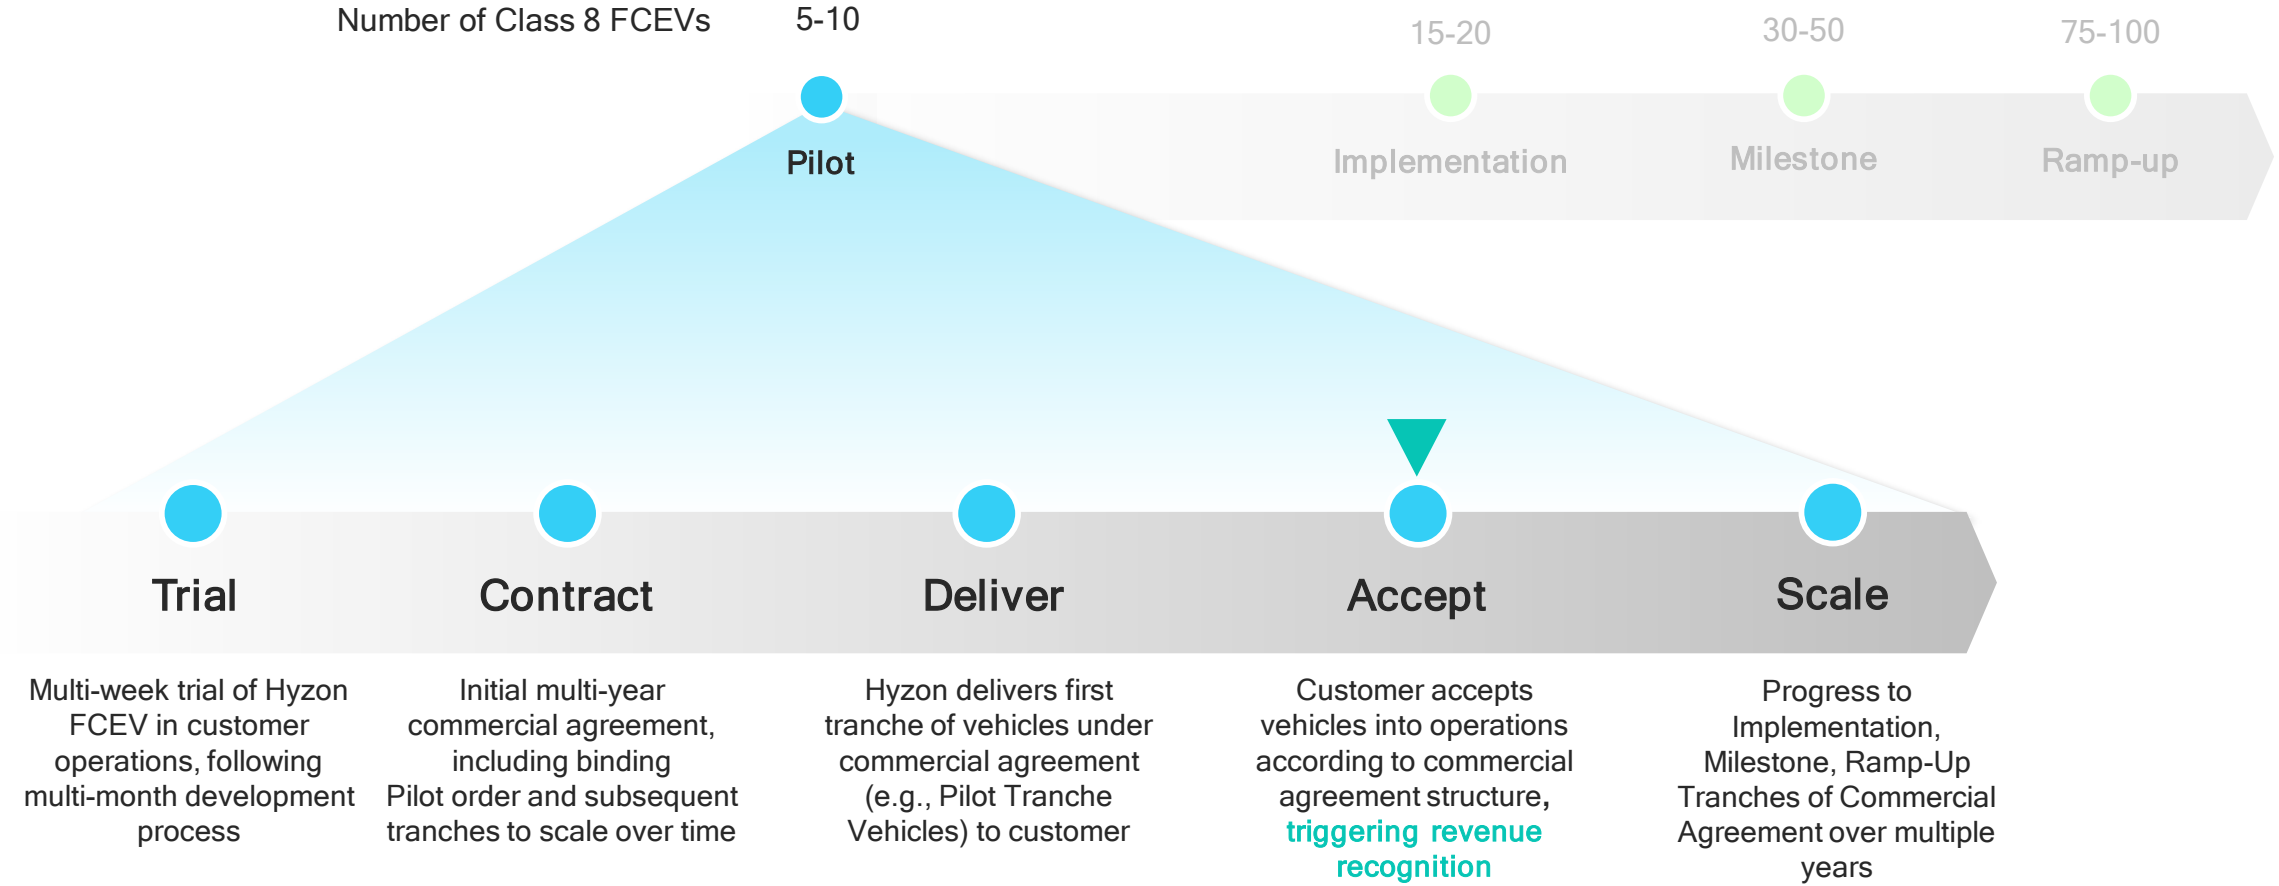 Number of Class 8 FCEVs 5-10 15-20 30-50 75-100
Pilot Implementation Milestone Ramp-up
Trial Contract Deliver Accept Scale
Multi-week trial of Hyzon
FCEV in customer
operations, following
multi-month development
process
Initial multi-year
commercial agreement,
including binding
Pilot order and subsequent
tranches to scale over time
Hyzon delivers first
tranche of vehicles under
commercial agreement
(e.g., Pilot Tranche
Vehicles) to customer
Customer accepts
vehicles into operations
according to commercial
agreement structure,
triggering revenue
recognition
Progress to
Implementation,
Milestone, Ramp-Up
Tranches of Commercial
Agreement over multiple
years